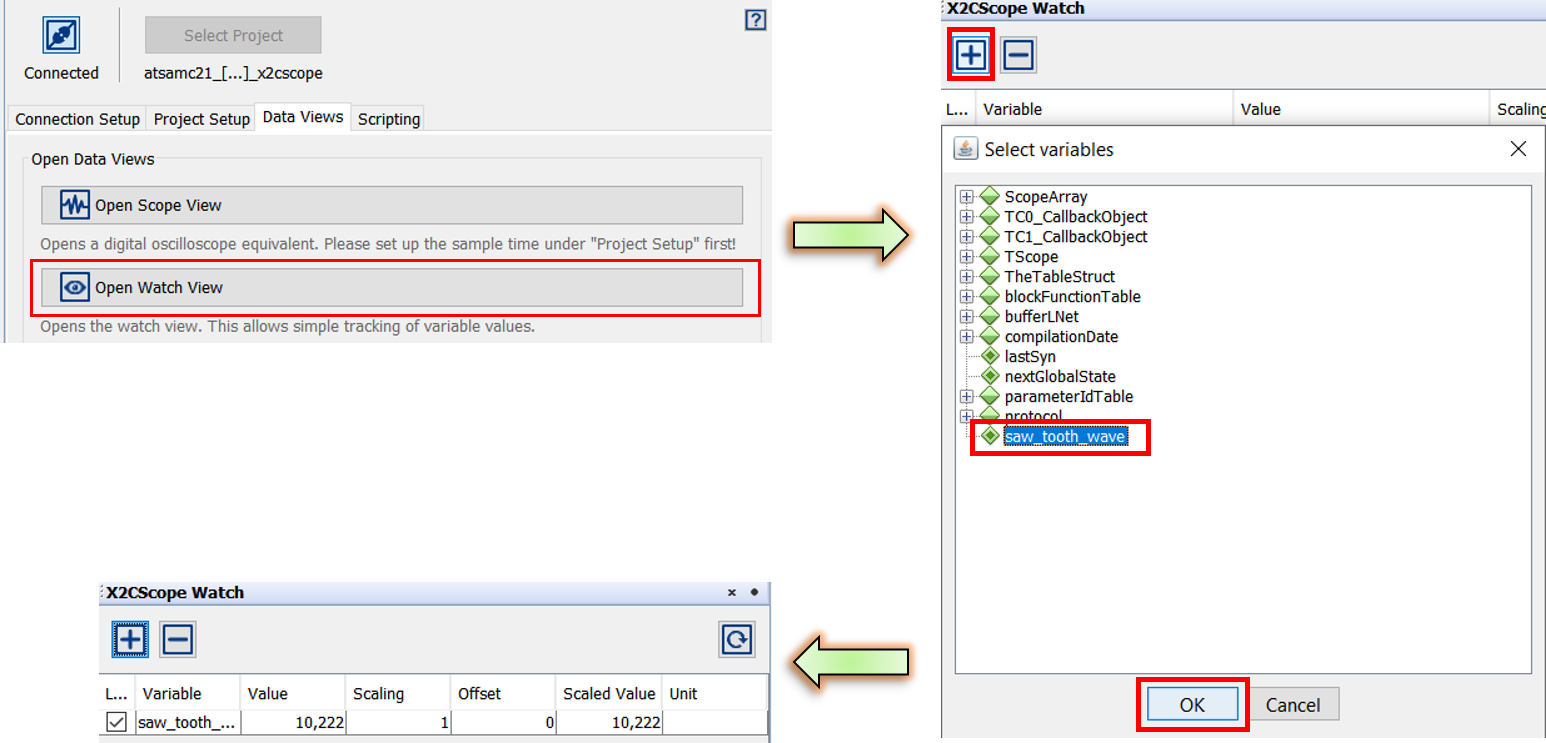 Connected
Select Project
atsamc21_[...]_x2cscope
?
Connection Setup Project Setup Data Views Scripting
Open Data Views
Open Scope View
Opens a digital oscilloscope equivalent. Please set up the sample time under "Project Setup" first!
Open Watch View
Opens the watch view. This allows simple tracking of variable values.
X2CScope Watch
L... Variable Value Scaling
Select variables
ScopeArray
TC0_CallbackObject
TC1_CallbackObject
TScope
TheTableStruct
blockFunctionTable
bufferLNet
compilationDate
lastSyn
nextGlobalState
parameterIdTable
protocol
saw_tooth_wave
OK Cancel
X2CScope Watch
L... Variable Value Scaling Offset Scaled Value Unit
saw_tooth_... 10,222 1 0 10,222